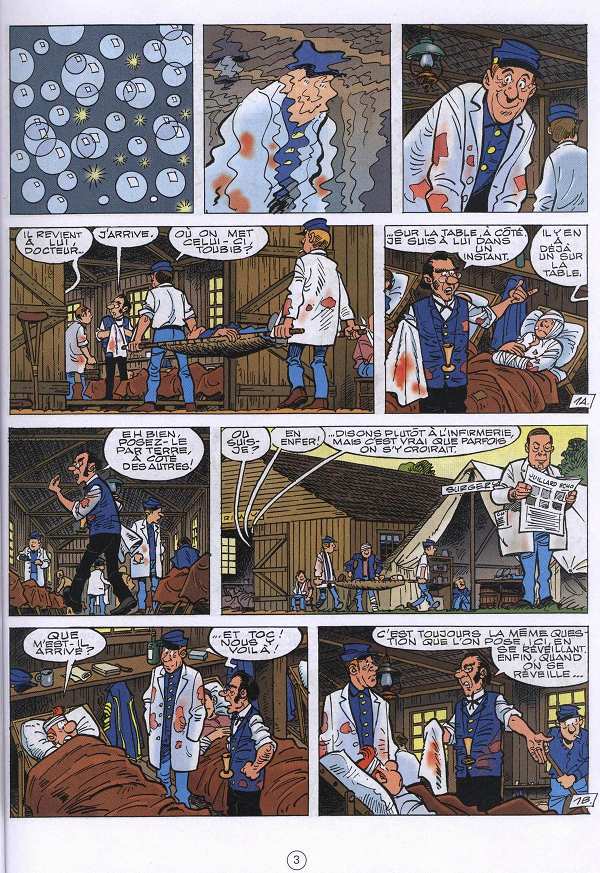 IL REVIENT
À LUI,
DOCTEUR...
J'ARRIVE.
OÙ ON MET
CELUI-CI,
TOUBIB?
...SUR LA TABLE, À CÔTÉ.
JE SUIS À LUI DANS
UN INSTANT.
IL Y EN
A DÉJÀ
UN SUR
LA
TABLE.
1A.
EH BIEN,
POSEZ-LE
PAR TERRE,
À CÔTÉ
DES AUTRES!
OÙ
SUIS-
JE?
EN
ENFER!
...DISONS PLUTÔT À L'INFIRMERIE,
MAIS C'EST VRAI QUE PARFOIS,
ON S'Y CROIRAIT.
SURGERY
JUILLARD ECHO
QUE
M'EST-IL
ARRIVÉ?
...ET TOC!
NOUS Y
VOILÀ!
C'EST TOUJOURS LA MÊME QUES-
TION QUE L'ON POSE, ICI, EN
SE RÉVEILLANT.
ENFIN, QUAND
ON SE
RÉVEILLE...
1B.
3